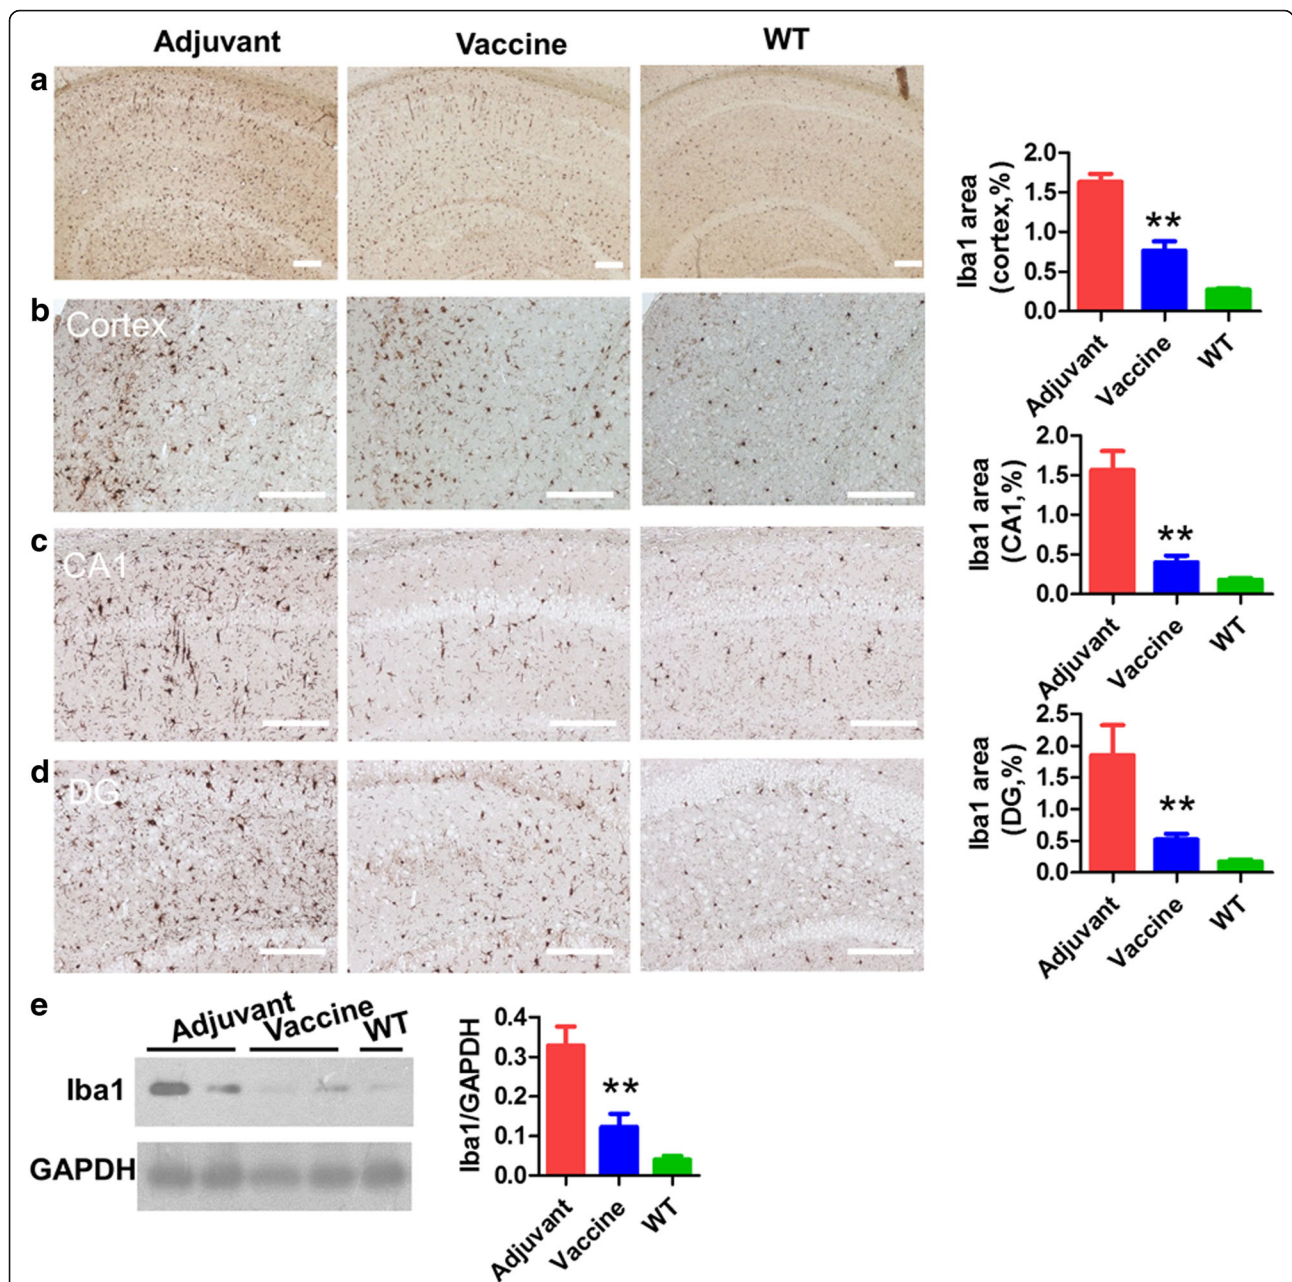 Adjuvant Vaccine WT
a
b Cortex
c CA1
d DG
Iba1 area
(cortex,%)
2.0
1.5
1.0
0.5
0.0
**
Adjuvant Vaccine WT
Iba1 area
(CA1,%)
2.0
1.5
1.0
0.5
0.0
**
Adjuvant Vaccine WT
Iba1 area
(DG,%)
2.5
2.0
1.5
1.0
0.5
0.0
**
Adjuvant Vaccine WT
e
Adjuvant Vaccine WT
Iba1
GAPDH
Iba1/GAPDH
0.4
0.3
0.2
0.1
0.0
**
Adjuvant Vaccine WT